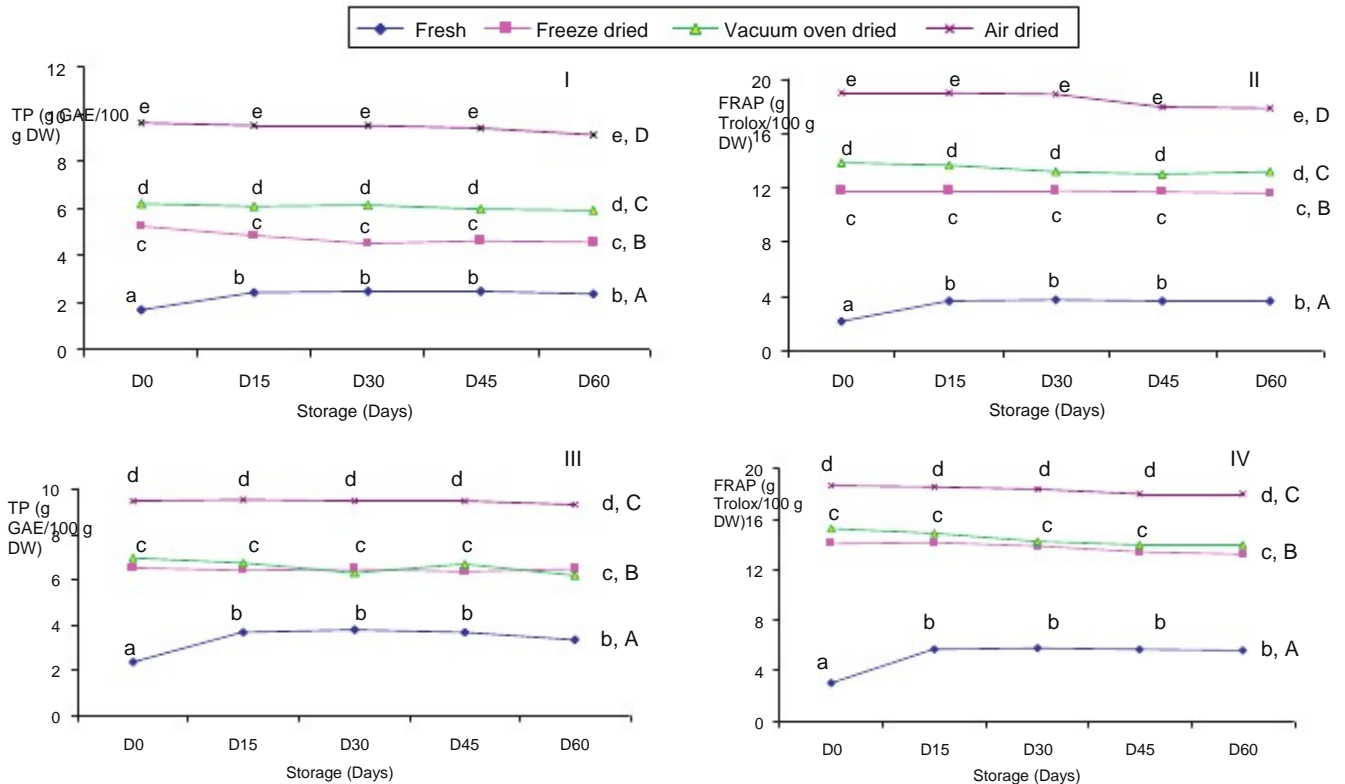 Fresh Freeze dried Vacuum oven dried Air dried
I
12
10
8
6
4
2
0
TP (g GAE/100
g DW)
e e e e e, D
d d d d d, C
c c c c c, B
a b b b b, A
D0 D15 D30 D45 D60
Storage (Days)
II
20
16
12
8
4
0
FRAP (g
Trolox/100 g
DW)
e e e e e, D
d d d d d, C
c c c c c, B
a b b b b, A
D0 D15 D30 D45 D60
Storage (Days)
III
10
8
6
4
2
0
TP (g
GAE/100 g
DW)
d d d d d, C
c c c c c, B
a b b b b, A
D0 D15 D30 D45 D60
Storage (Days)
IV
20
16
12
8
4
0
FRAP (g
Trolox/100 g
DW)
d d d d d, C
c c c c c, B
a b b b b, A
D0 D15 D30 D45 D60
Storage (Days)